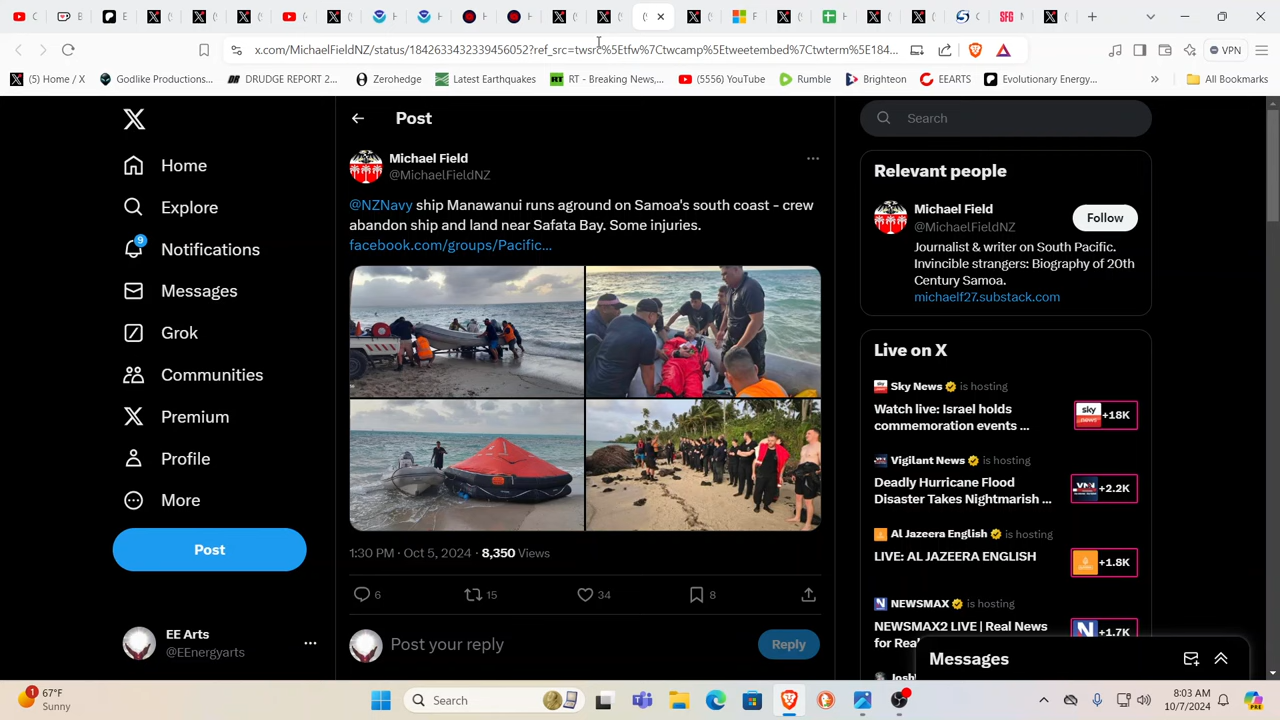 x.com/MichaelFieldNZ/status/1842633432339456052?ref_src=twsrc%5Etfw%7Ctwcamp%5Etweetembed%7Ctwterm%5E184...
VPN
(5) Home / X
Godlike Productions...
DRUDGE REPORT 2...
Zerohedge
Latest Earthquakes
RT - Breaking News,...
(5556) YouTube
Rumble
Brighteon
EEARTS
Evolutionary Energy...
All Bookmarks
Home
Explore
9
Notifications
Messages
Grok
Communities
Premium
Profile
More
Post
EE Arts
@EEnergyarts
Post
Michael Field
@MichaelFieldNZ
@NZNavy ship Manawanui runs aground on Samoa's south coast - crew
abandon ship and land near Safata Bay. Some injuries.
facebook.com/groups/Pacific...
1:30 PM · Oct 5, 2024 · 8,350 Views
6
15
34
8
Post your reply
Reply
Search
Relevant people
Michael Field
@MichaelFieldNZ
Follow
Journalist & writer on South Pacific.
Invincible strangers: Biography of 20th
Century Samoa.
michaelf27.substack.com
Live on X
Sky News is hosting
Watch live: Israel holds
commemoration events ...
+18K
Vigilant News is hosting
Deadly Hurricane Flood
Disaster Takes Nightmarish ...
+2.2K
Al Jazeera English is hosting
LIVE: AL JAZEERA ENGLISH
+1.8K
NEWSMAX is hosting
NEWSMAX2 LIVE | Real News
for Real
+1.7K
Messages
1
67°F
Sunny
Search
8:03 AM
10/7/2024